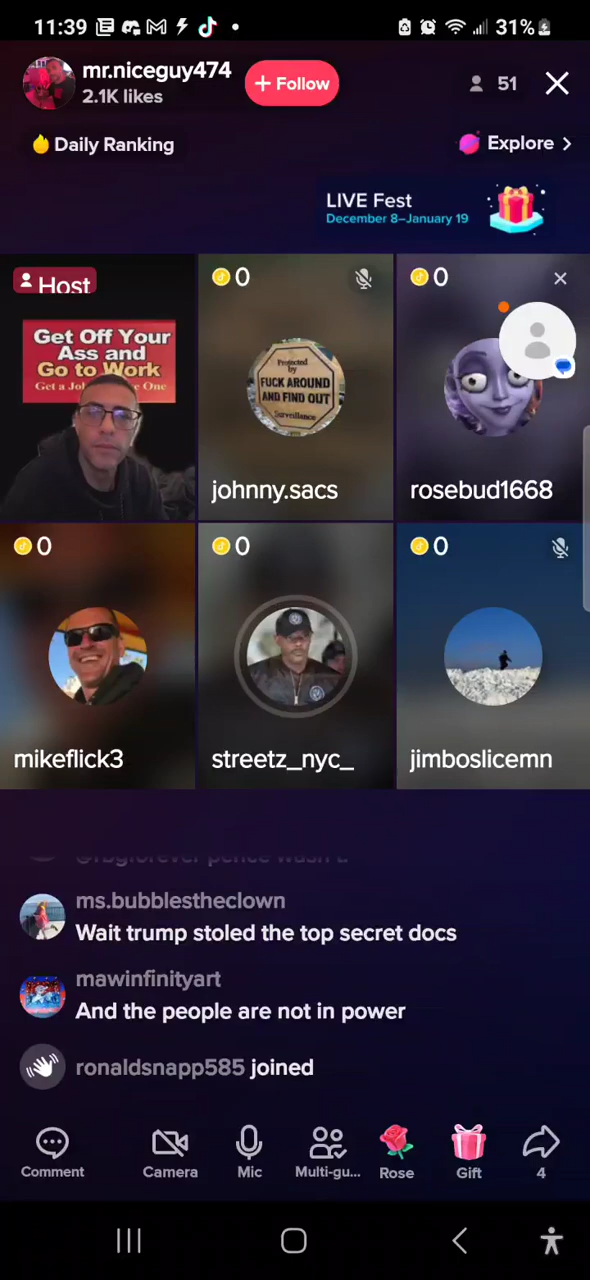 11:39
31%
mr.niceguy474
2.1K likes
+ Follow
51
Daily Ranking
Explore >
LIVE Fest
December 8–January 19
Host
Get Off Your
Ass and
Go to Work
0
Protected
by
FUCK AROUND
AND FIND OUT
Surveillance
johnny.sacs
0
rosebud1668
0
mikeflick3
0
streetz_nyc_
0
jimboslicemn
ms.bubblestheclown
Wait trump stoled the top secret docs
mawinfinityart
And the people are not in power
ronaldsnapp585 joined
Comment
Camera
Mic
Multi-gu...
Rose
Gift
4